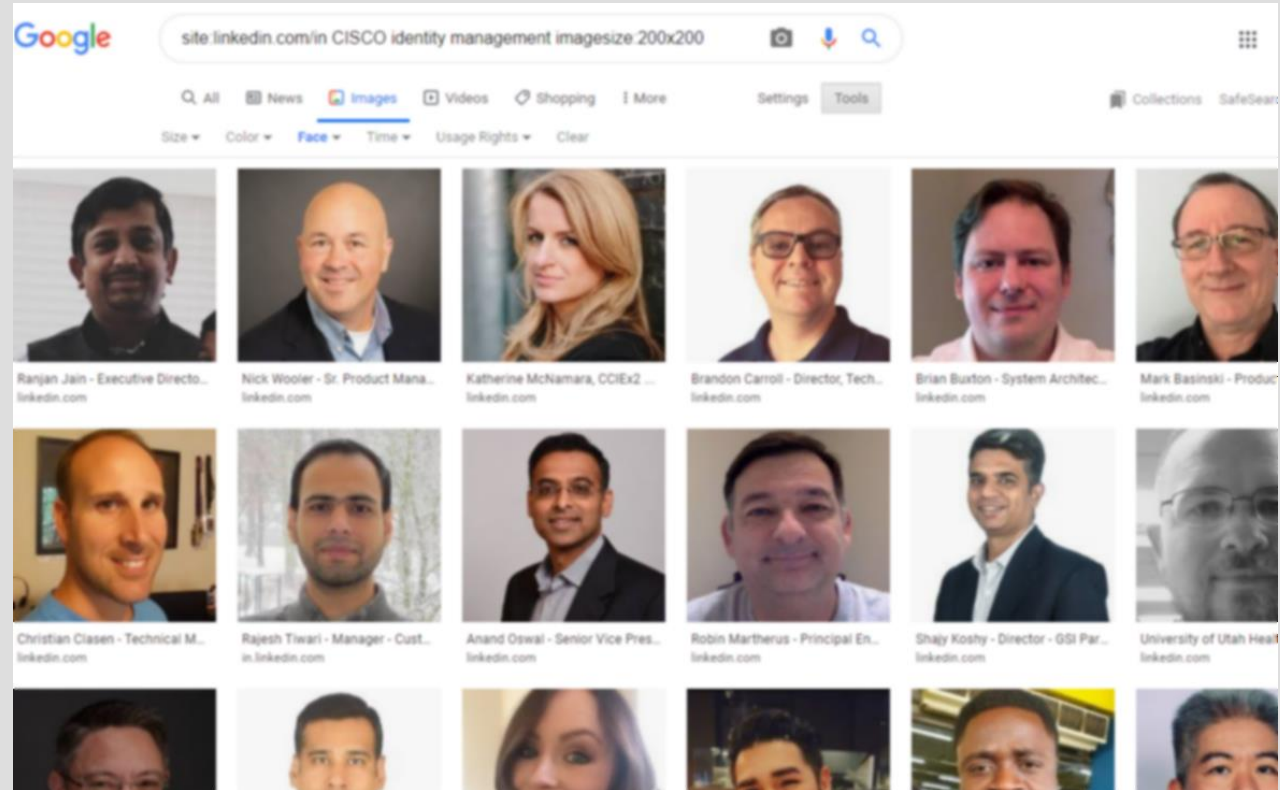 Google
site:linkedin.com/in CISCO identity management imagesize:200x200
All News Images Videos Shopping More Settings Tools Collections SafeSear
Size Color Face Time Usage Rights Clear
Ranjan Jain - Executive Directo... Nick Wooler - Sr. Product Mana... Katherine McNamara, CCIEx2 ... Brandon Carroll - Director, Tech... Brian Buxton - System Architec... Mark Basinski - Produc
linkedin.com linkedin.com linkedin.com linkedin.com linkedin.com linkedin.com
Christian Clasen - Technical M... Rajesh Tiwari - Manager - Cust... Anand Oswal - Senior Vice Pres... Robin Martherus - Principal En... Shajy Koshy - Director - GSI Par... University of Utah Healt
linkedin.com in.linkedin.com linkedin.com linkedin.com linkedin.com linkedin.com